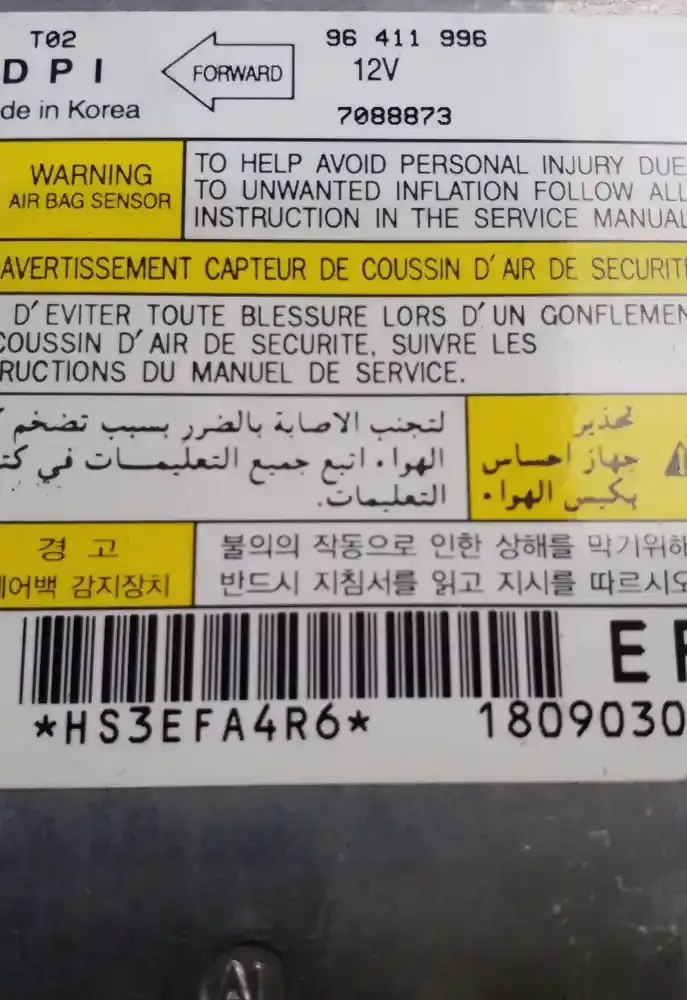 T02
96 411 996
DPI
FORWARD
12V
de in Korea
7088873
WARNING
AIR BAG SENSOR
TO HELP AVOID PERSONAL INJURY DUE
TO UNWANTED INFLATION FOLLOW ALL
INSTRUCTION IN THE SERVICE MANUAL
AVERTISSEMENT CAPTEUR DE COUSSIN D'AIR DE SECURIT
D'EVITER TOUTE BLESSURE LORS D'UN GONFLEMEN
COUSSIN D'AIR DE SECURITE, SUIVRE LES
RUCTIONS DU MANUEL DE SERVICE.
تحذير
جهاز احساس
بكيس الهواء
لتجنب الاصابة بالضرر بسبب تضخم
الهواء، اتبع جميع التعليمات في كت
التعليمات.
경고
에어백 감지장치
불의의 작동으로 인한 상해를 막기위해
반드시 지침서를 읽고 지시를 따르시오
*HS3EFA4R6*
E
1809030
AL